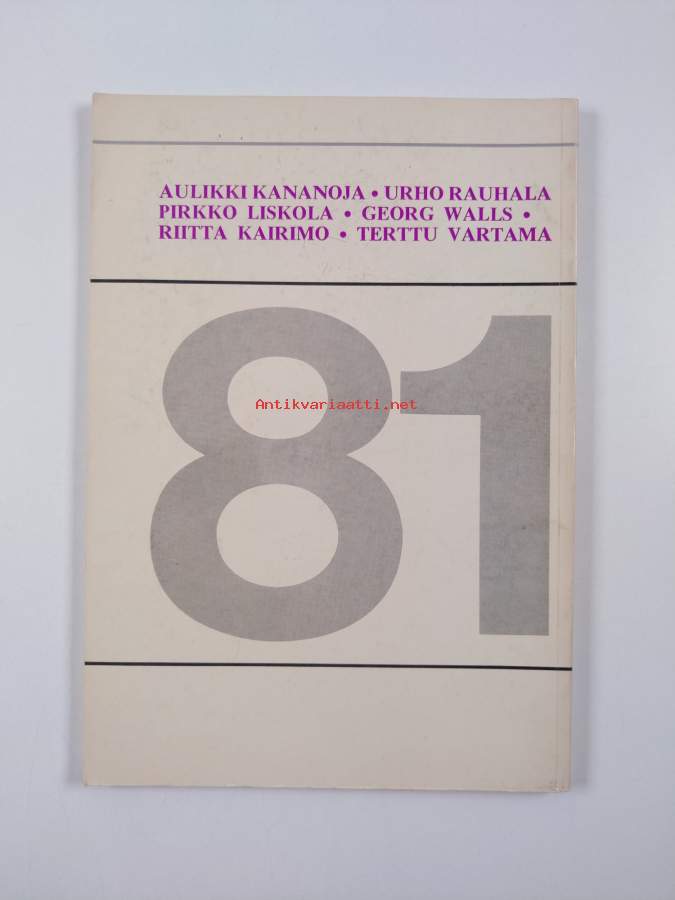 AULIKKI KANANOJA • URHO RAUHALA
PIRKKO LISKOLA • GEORG WALLS •
RIITTA KAIRIMO • TERTTU VARTAMA
81
Antikvariaatti.net